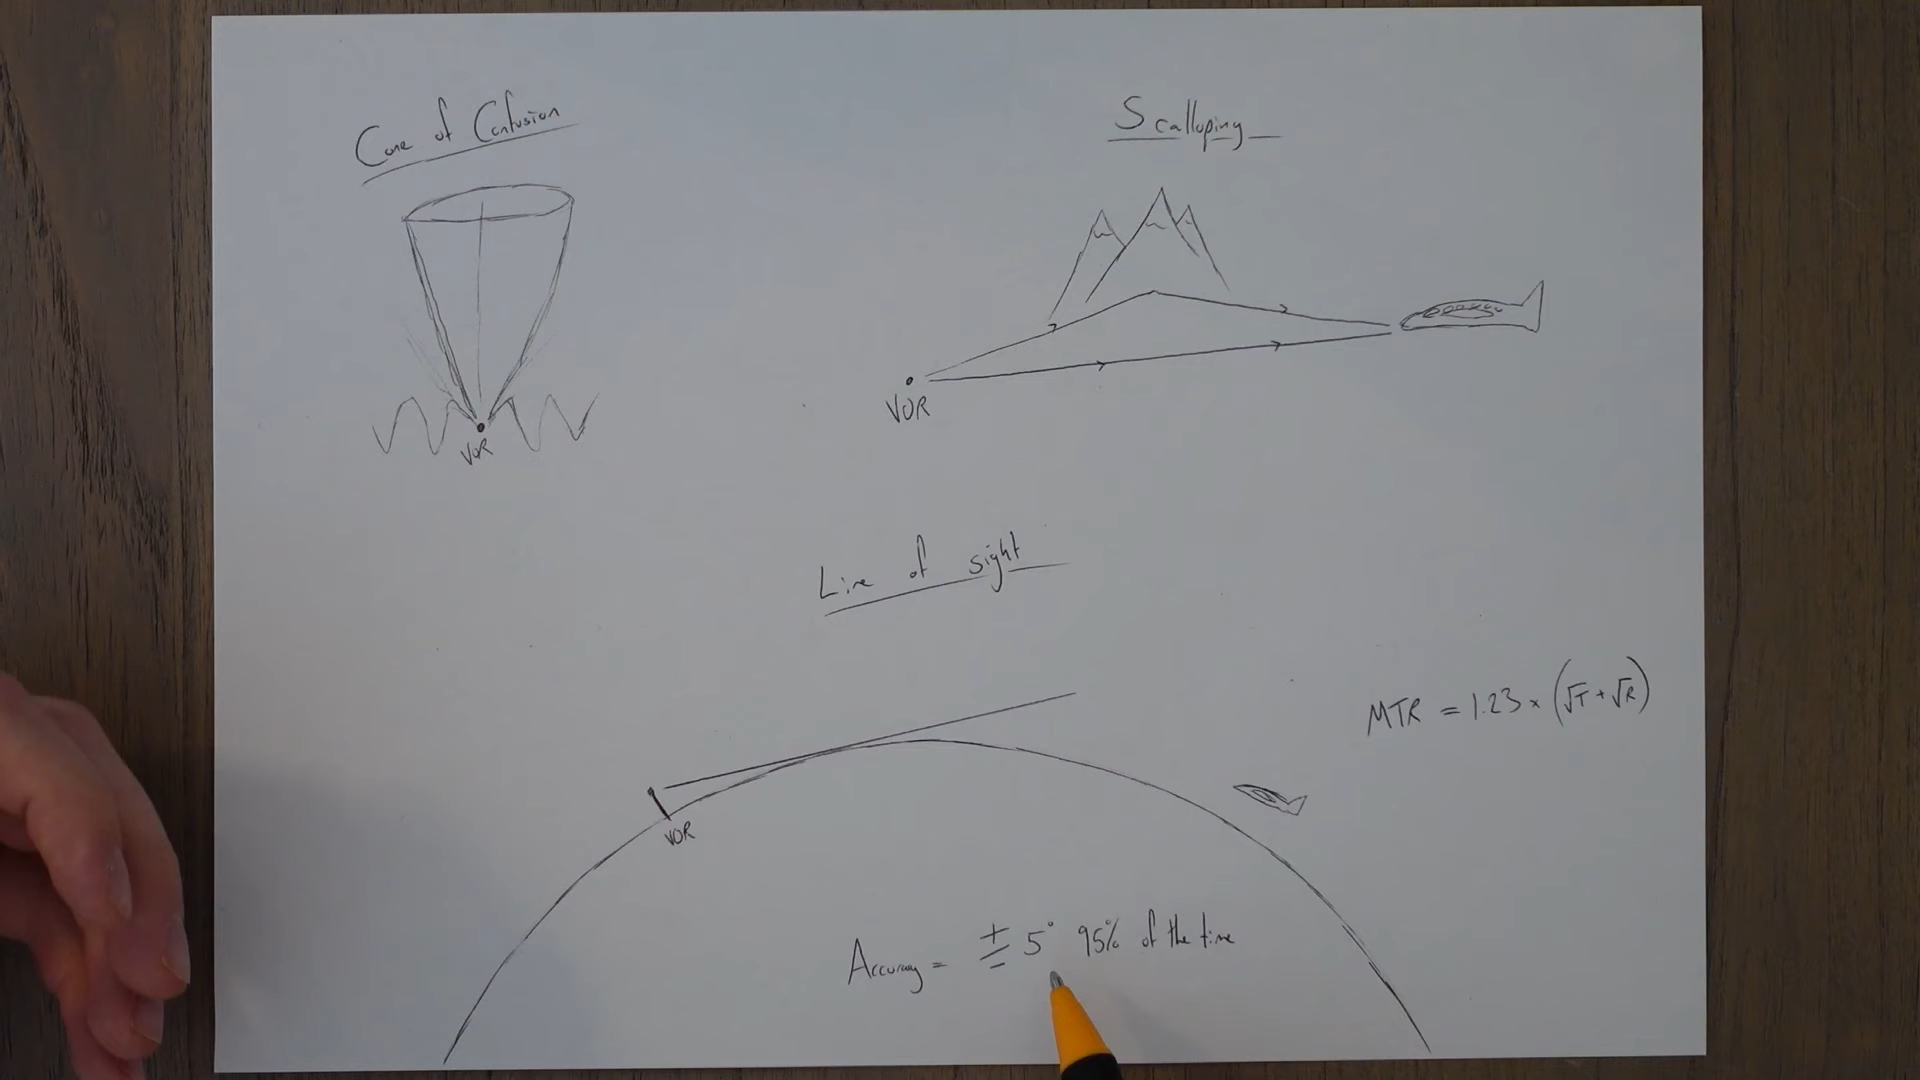 Cone of Confusion
VOR
Scalloping
VOR
Line of sight
MTR = 1.23 × (√T + √R)
VOR
Accuracy = ± 5° 95% of the time